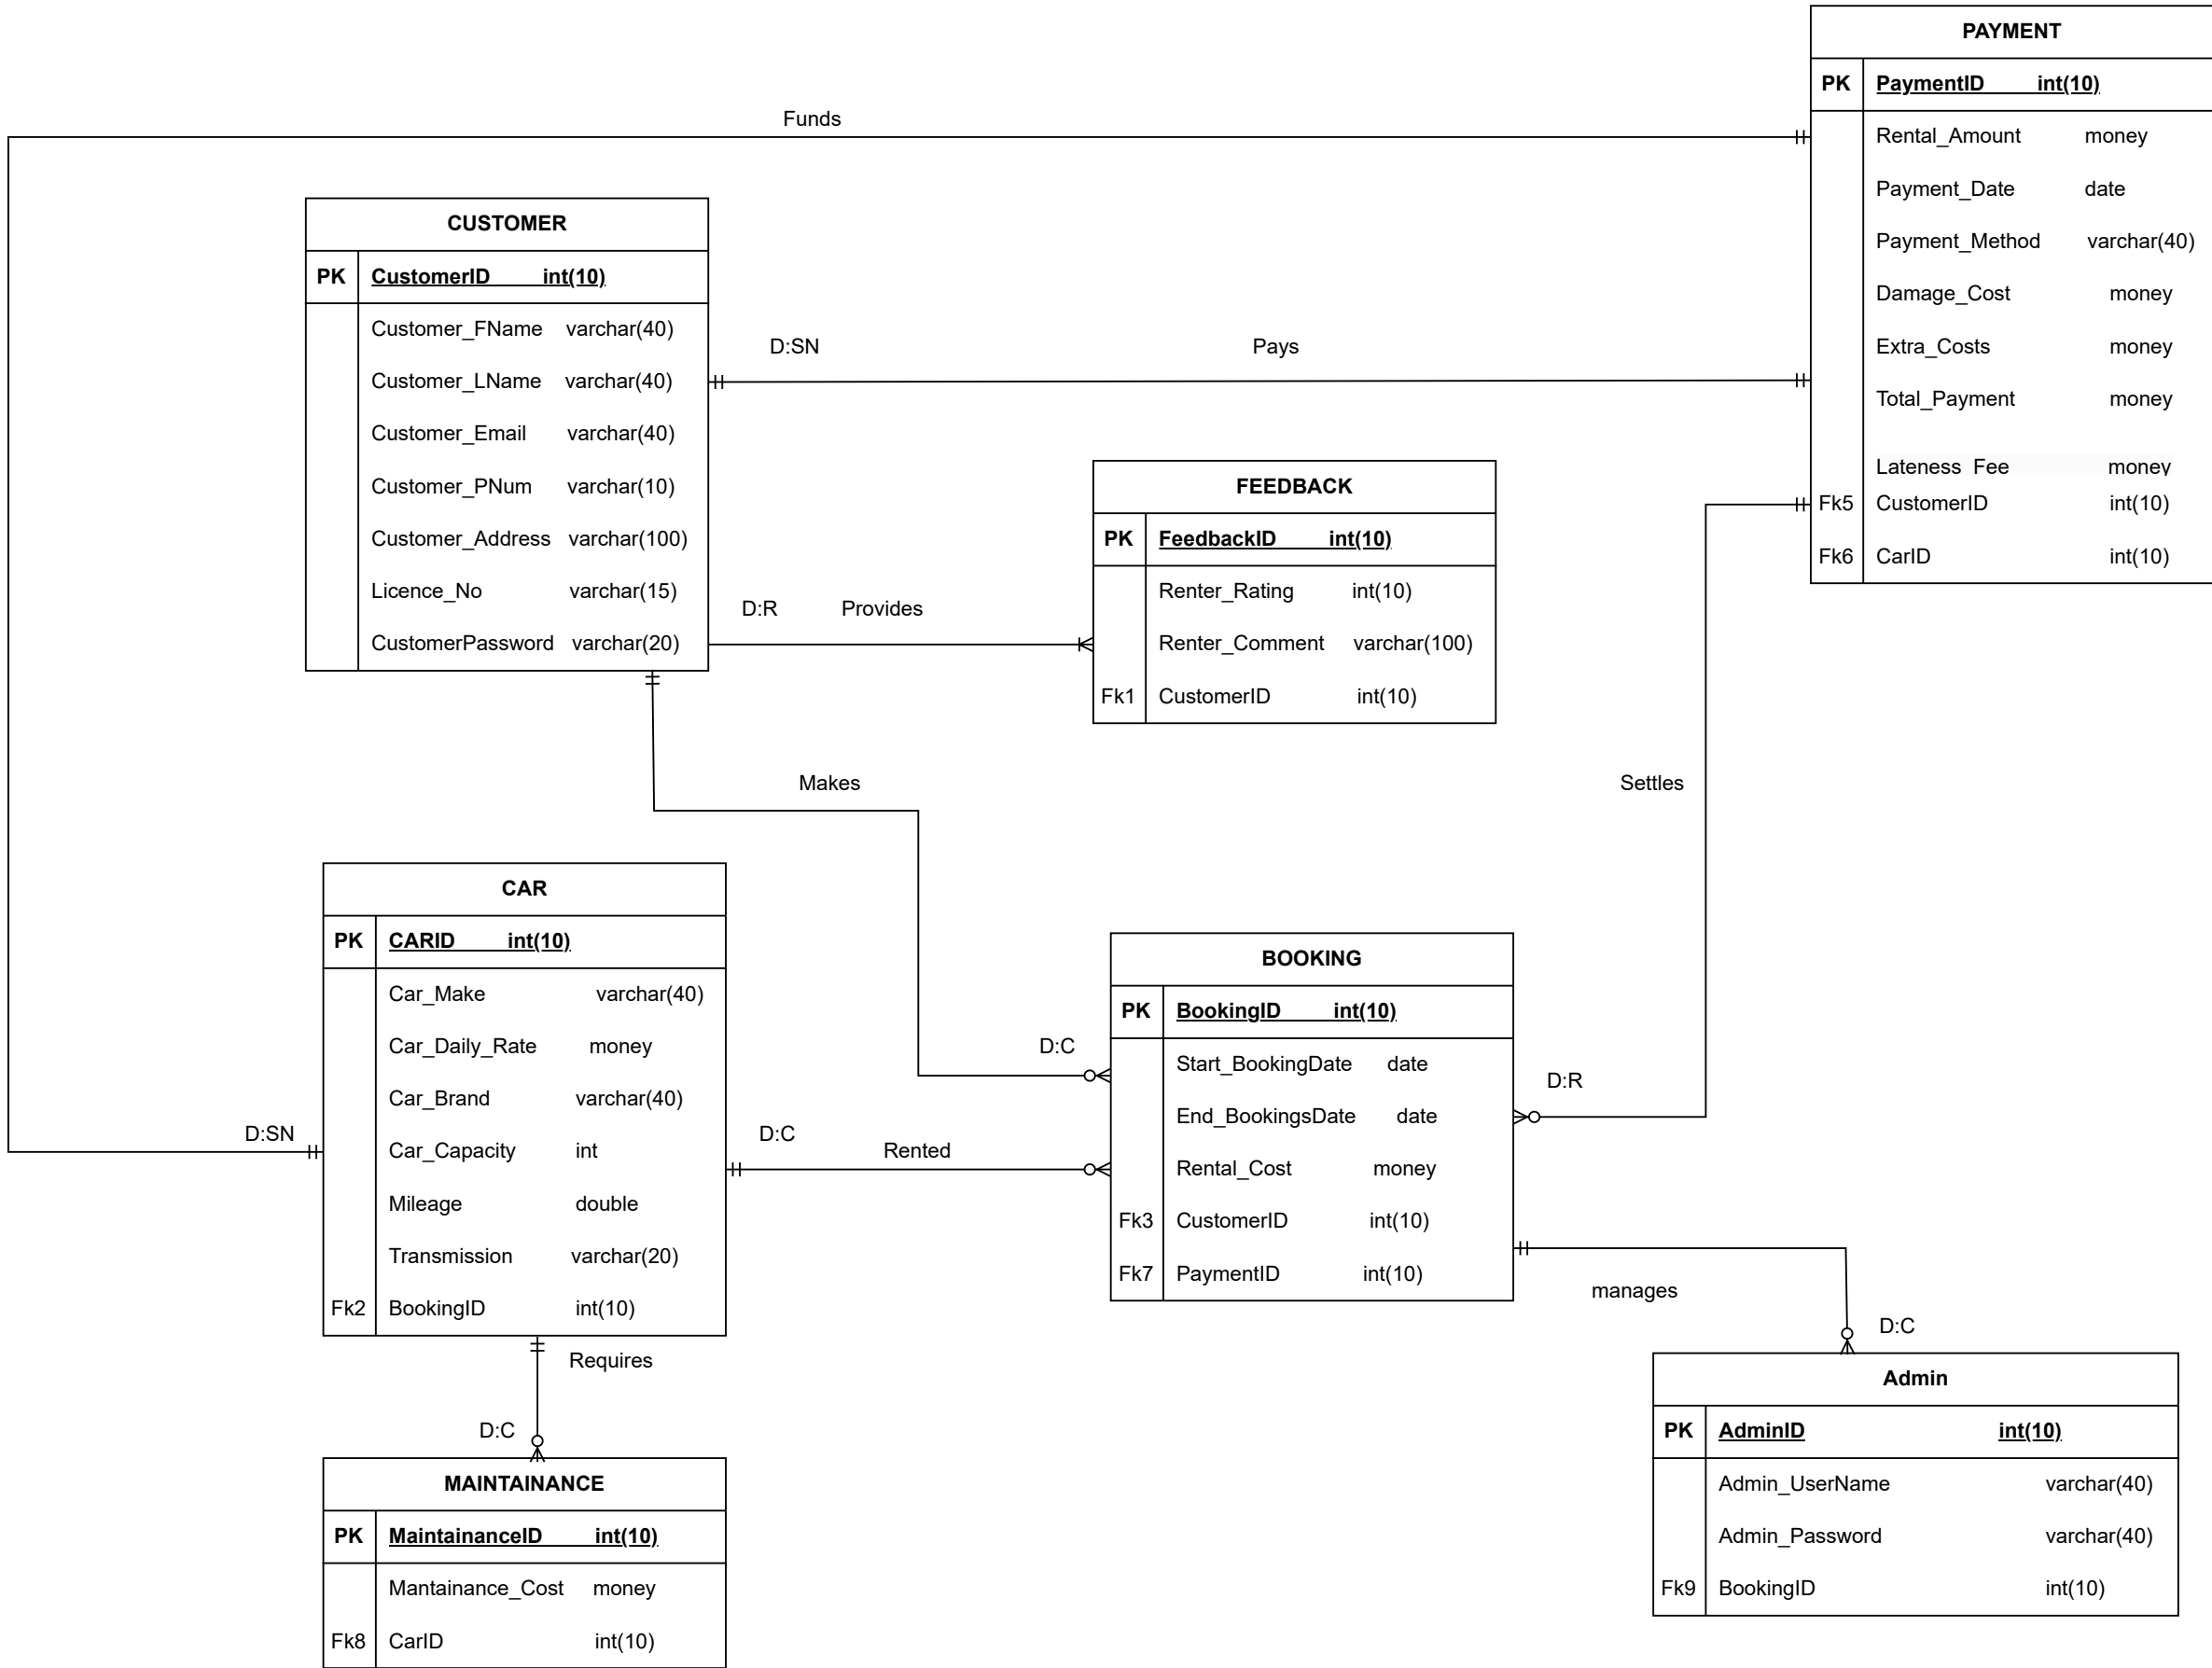 PAYMENT
PK PaymentID int(10)
Rental_Amount money
Payment_Date date
Payment_Method varchar(40)
Damage_Cost money
Extra_Costs money
Total_Payment money
Lateness_Fee money
Fk5 CustomerID int(10)
Fk6 CarID int(10)
Funds
CUSTOMER
PK CustomerID int(10)
Customer_FName varchar(40)
Customer_LName varchar(40)
Customer_Email varchar(40)
Customer_PNum varchar(10)
Customer_Address varchar(100)
Licence_No varchar(15)
CustomerPassword varchar(20)
D:SN Pays
D:R Provides
FEEDBACK
PK FeedbackID int(10)
Renter_Rating int(10)
Renter_Comment varchar(100)
Fk1 CustomerID int(10)
Makes
Settles
CAR
PK CARID int(10)
Car_Make varchar(40)
Car_Daily_Rate money
Car_Brand varchar(40)
Car_Capacity int
Mileage double
Transmission varchar(20)
Fk2 BookingID int(10)
D:SN
D:C Rented
D:C
BOOKING
PK BookingID int(10)
Start_BookingDate date
End_BookingsDate date
Rental_Cost money
Fk3 CustomerID int(10)
Fk7 PaymentID int(10)
D:R
manages
D:C
Requires
D:C
MAINTAINANCE
PK MaintainanceID int(10)
Mantainance_Cost money
Fk8 CarID int(10)
Admin
PK AdminID int(10)
Admin_UserName varchar(40)
Admin_Password varchar(40)
Fk9 BookingID int(10)